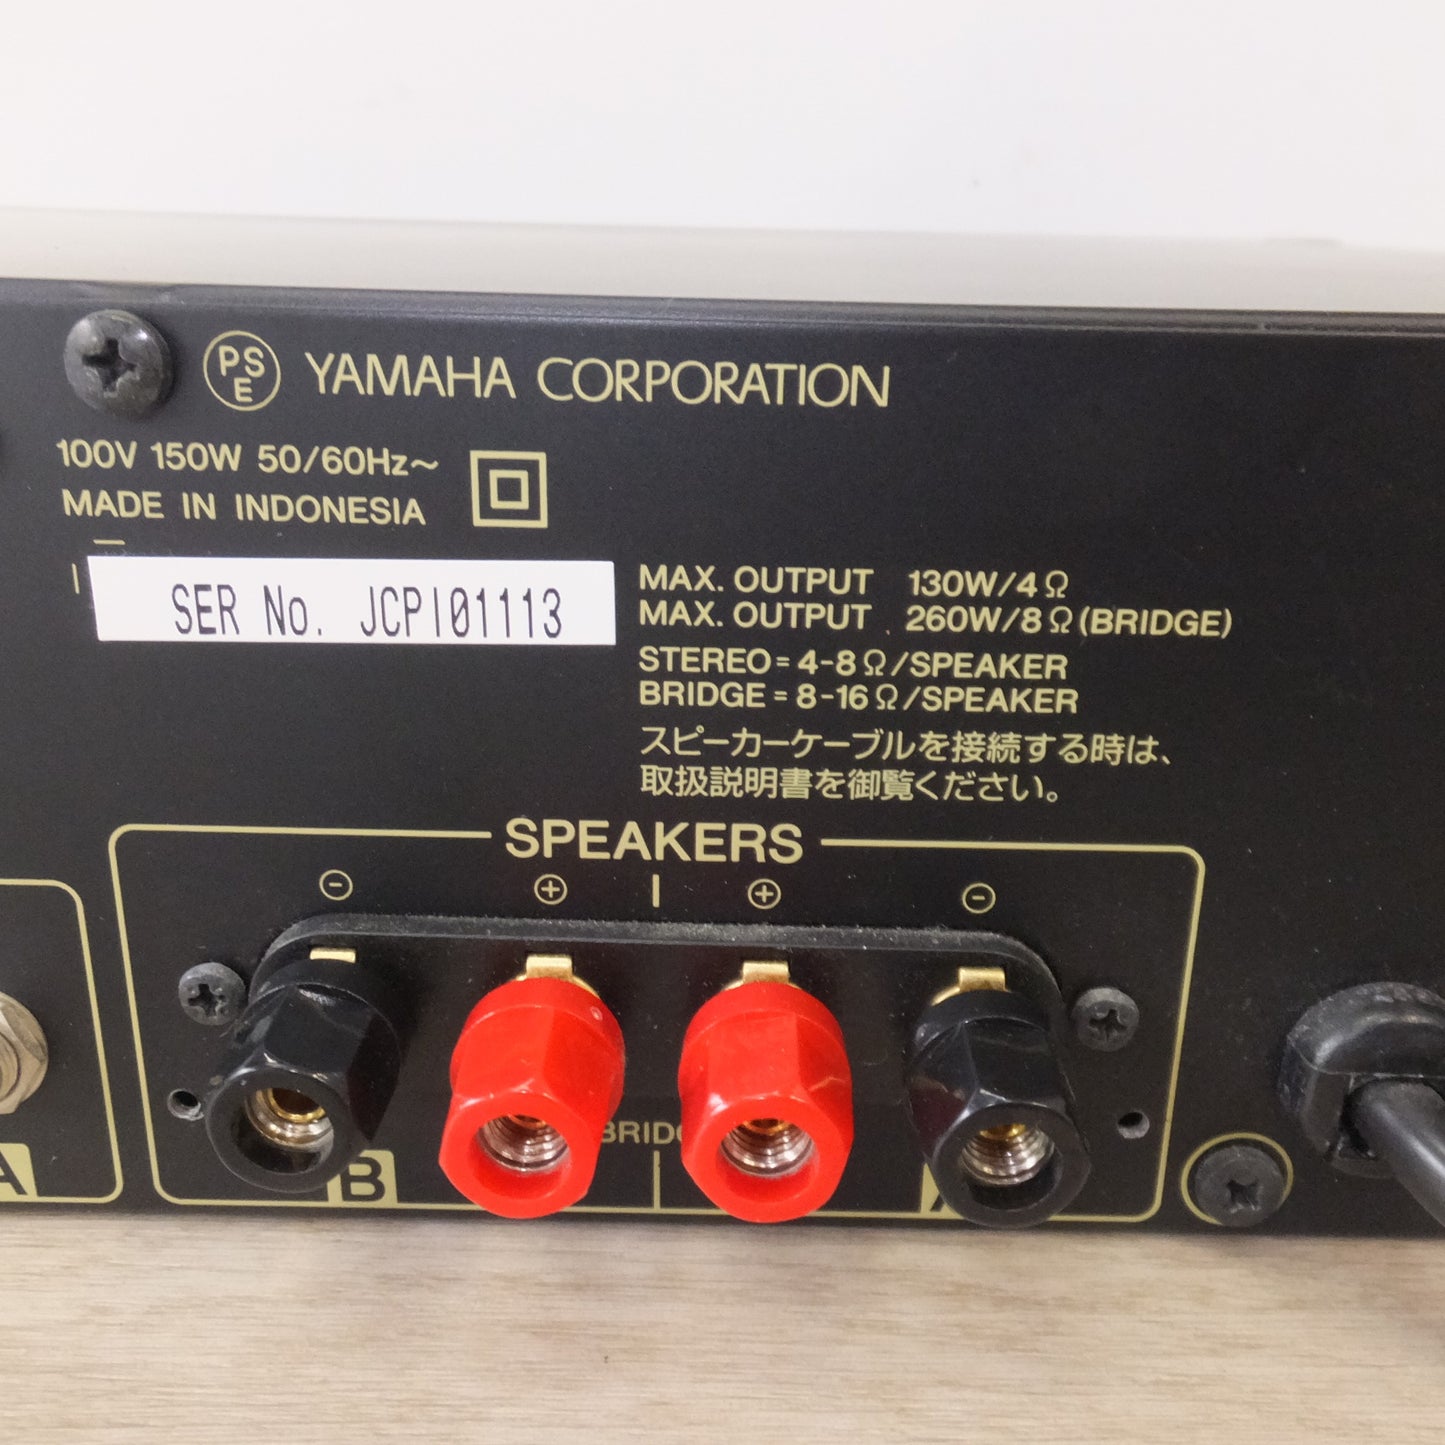 PSE YAMAHA CORPORATION
100V 150W 50/60Hz~
MADE IN INDONESIA
SER No. JCPI01113
MAX. OUTPUT 130W/4Ω
MAX. OUTPUT 260W/8Ω(BRIDGE)
STEREO=4-8Ω/SPEAKER
BRIDGE=8-16Ω/SPEAKER
スピーカーケーブルを接続する時は、
取扱説明書を御覧ください。
SPEAKERS
⊖ ⊕ ⊕ ⊖
A
B